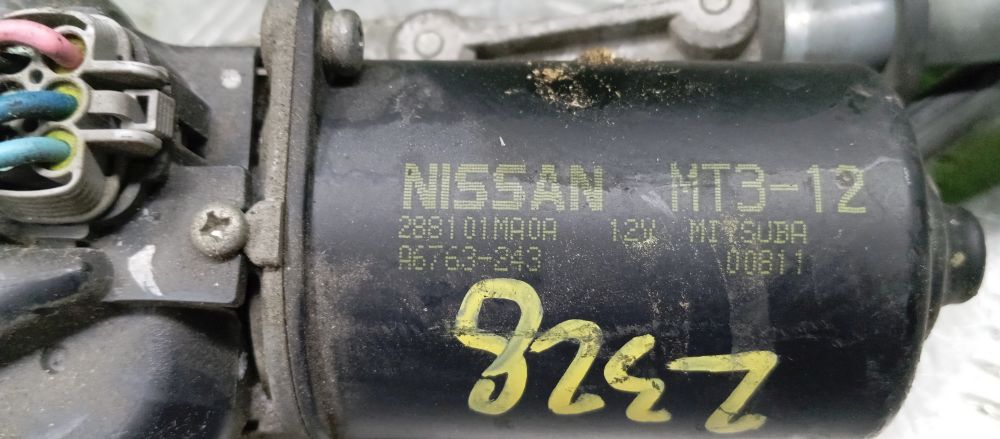 NISSAN MT3-12
288101MA0A 12V MITSUBA
A6763-243 00811